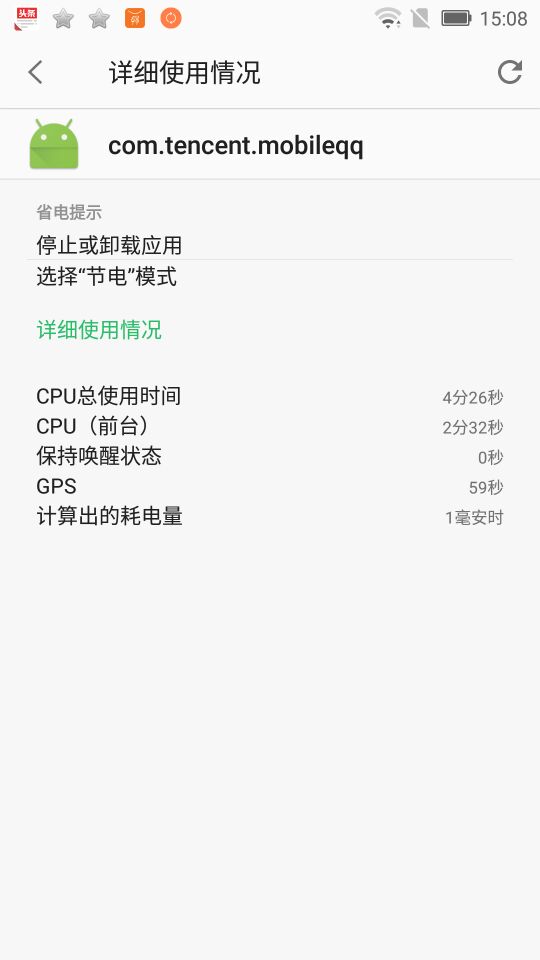 头条
15:08
详细使用情况
com.tencent.mobileqq
省电提示
停止或卸载应用
选择“节电”模式
详细使用情况
CPU总使用时间 4分26秒
CPU（前台） 2分32秒
保持唤醒状态 0秒
GPS 59秒
计算出的耗电量 1毫安时